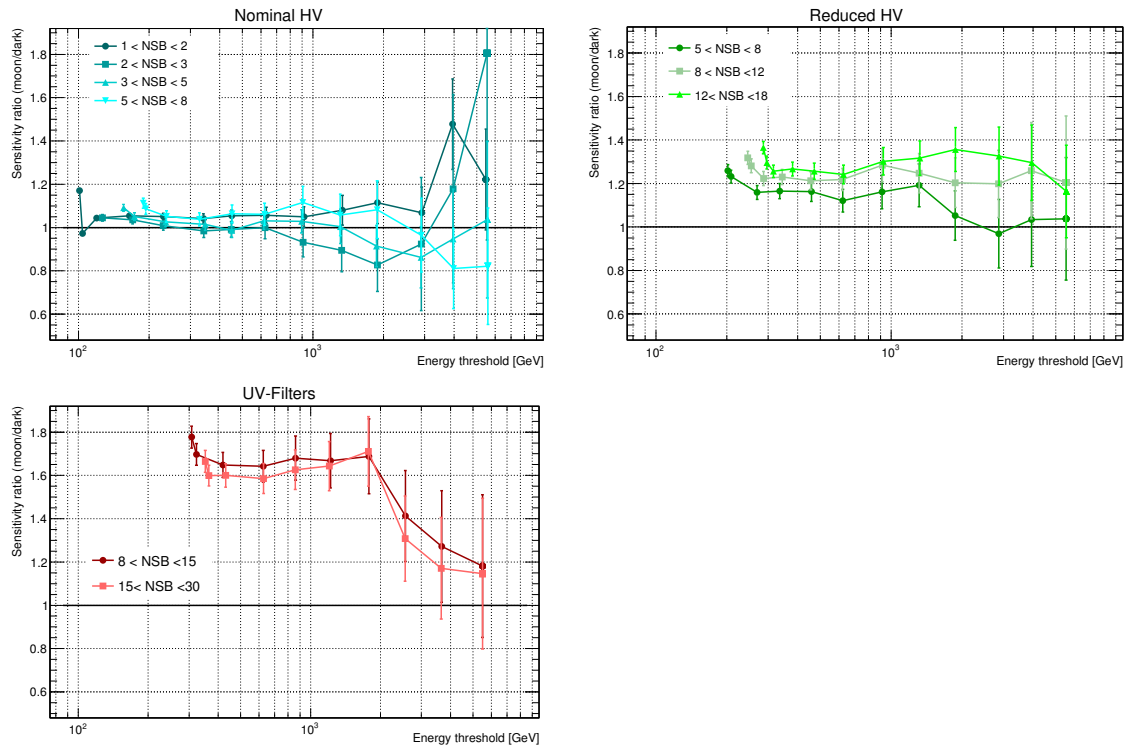 Nominal HV
Sensitivity ratio (moon/dark)
1.8
1.6
1.4
1.2
1
0.8
0.6
1 < NSB < 2
2 < NSB < 3
3 < NSB < 5
5 < NSB < 8
10²
10³
Energy threshold [GeV]
Reduced HV
Sensitivity ratio (moon/dark)
1.8
1.6
1.4
1.2
1
0.8
0.6
5 < NSB < 8
8 < NSB <12
12< NSB <18
10²
10³
Energy threshold [GeV]
UV-Filters
Sensitivity ratio (moon/dark)
1.8
1.6
1.4
1.2
1
0.8
0.6
8 < NSB <15
15< NSB <30
10²
10³
Energy threshold [GeV]